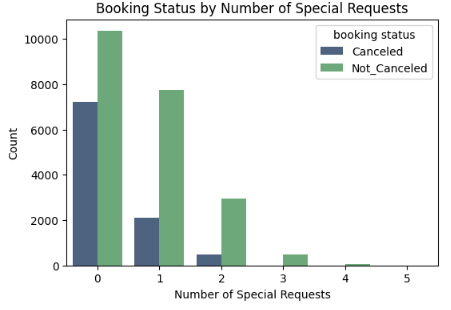 Booking Status by Number of Special Requests
booking status
Canceled
Not_Canceled
10000
8000
6000
4000
2000
0
Count
0 1 2 3 4 5
Number of Special Requests